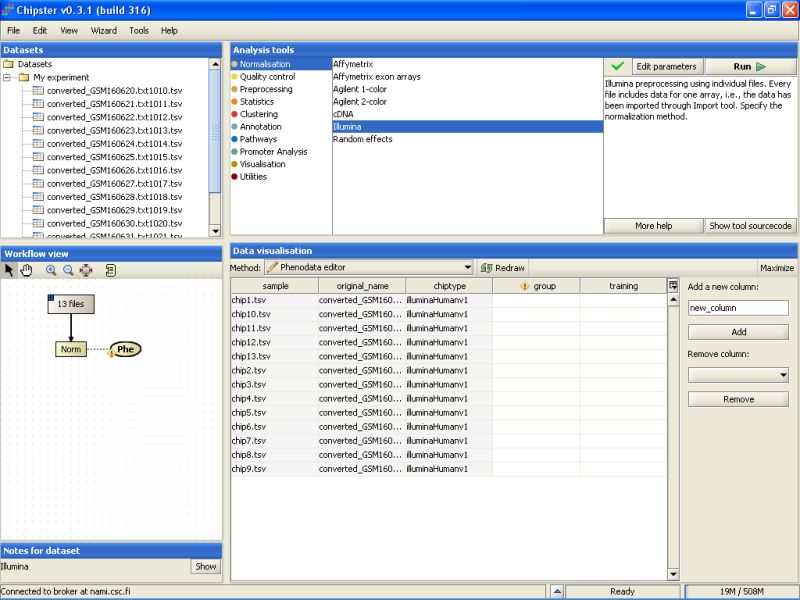 Chipster v0.3.1 (build 316)
File Edit View Wizard Tools Help
Datasets
Datasets
My experiment
converted_GSM160620.txt1010.tsv
converted_GSM160621.txt1011.tsv
converted_GSM160622.txt1012.tsv
converted_GSM160623.txt1013.tsv
converted_GSM160624.txt1014.tsv
converted_GSM160625.txt1015.tsv
converted_GSM160626.txt1016.tsv
converted_GSM160627.txt1017.tsv
converted_GSM160628.txt1018.tsv
converted_GSM160629.txt1019.tsv
converted_GSM160630.txt1020.tsv
converted_GSM160631.txt1021.tsv
Analysis tools
Normalisation
Quality control
Preprocessing
Statistics
Clustering
Annotation
Pathways
Promoter Analysis
Visualisation
Utilities
Affymetrix
Affymetrix exon arrays
Agilent 1-color
Agilent 2-color
cDNA
Illumina
Random effects
Edit parameters Run
Illumina preprocessing using individual files. Every
file includes data for one array, i.e., the data has
been imported through Import tool. Specify the
normalization method.
More help Show tool sourcecode
Workflow view
13 files
Norm Phe
Notes for dataset
Illumina Show
Data visualisation
Method: Phenodata editor Redraw Maximize
sample original_name chiptype group training
chip1.tsv converted_GSM160... illuminaHumanv1
chip10.tsv converted_GSM160... illuminaHumanv1
chip11.tsv converted_GSM160... illuminaHumanv1
chip12.tsv converted_GSM160... illuminaHumanv1
chip13.tsv converted_GSM160... illuminaHumanv1
chip2.tsv converted_GSM160... illuminaHumanv1
chip3.tsv converted_GSM160... illuminaHumanv1
chip4.tsv converted_GSM160... illuminaHumanv1
chip5.tsv converted_GSM160... illuminaHumanv1
chip6.tsv converted_GSM160... illuminaHumanv1
chip7.tsv converted_GSM160... illuminaHumanv1
chip8.tsv converted_GSM160... illuminaHumanv1
chip9.tsv converted_GSM160... illuminaHumanv1
Add a new column:
new_column
Add
Remove column:
Remove
Connected to broker at nami.csc.fi Ready 19M / 508M